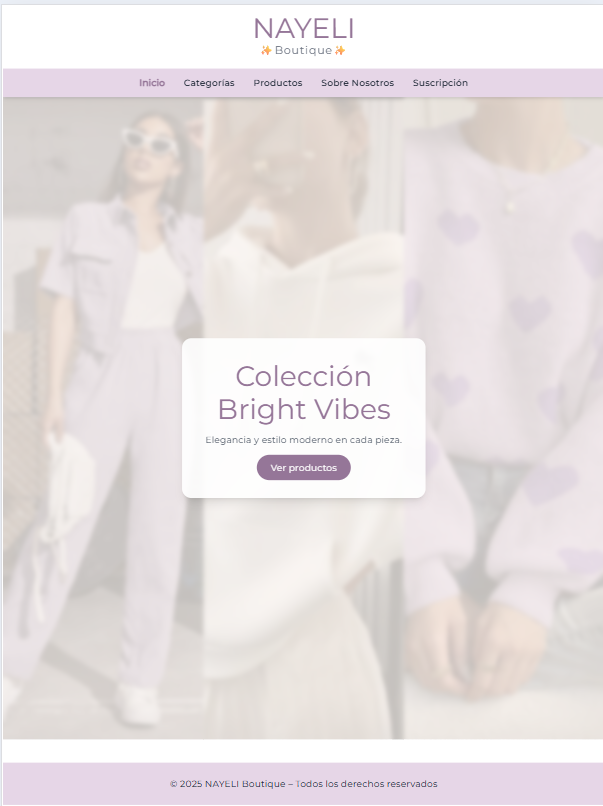 NAYELI
✨Boutique✨
Inicio Categorías Productos Sobre Nosotros Suscripción
Colección
Bright Vibes
Elegancia y estilo moderno en cada pieza.
Ver productos
© 2025 NAYELI Boutique – Todos los derechos reservados